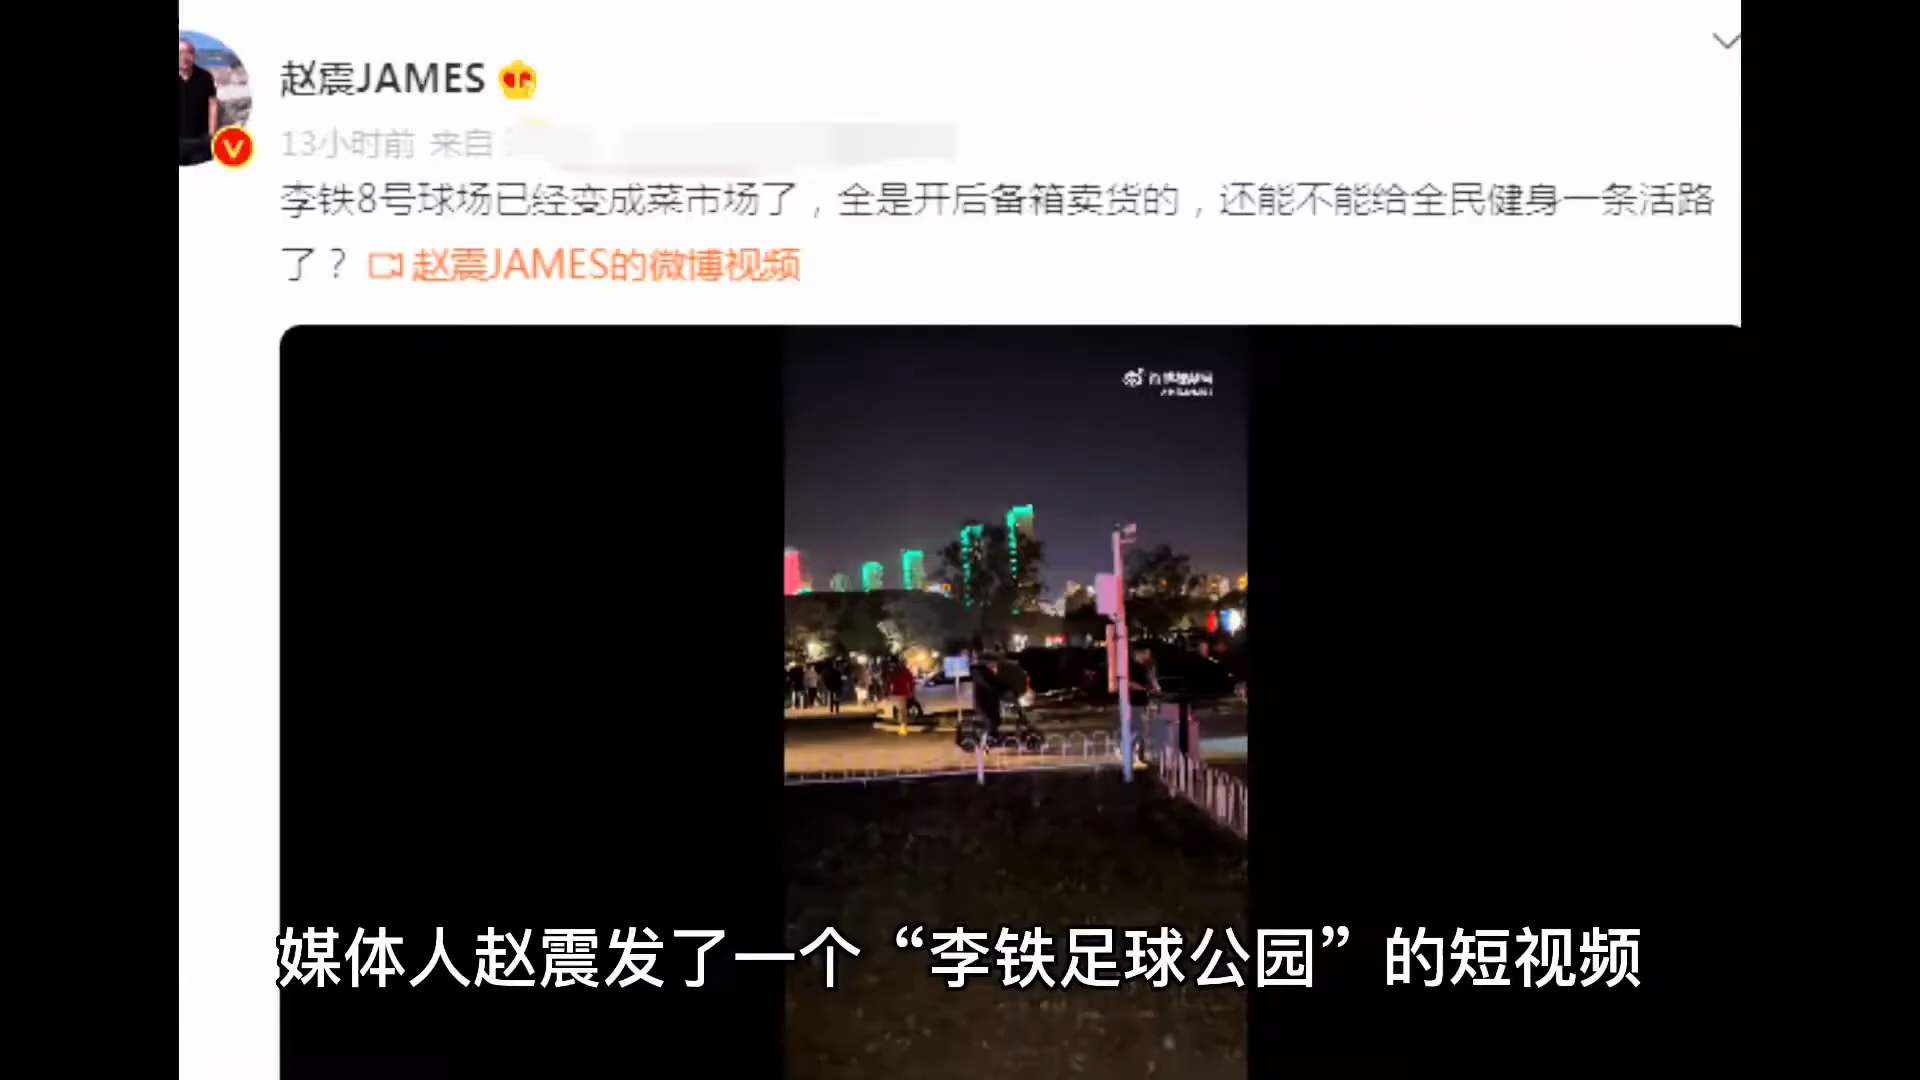 赵震JAMES
13小时前 来自
李铁8号球场已经变成菜市场了，全是开后备箱卖货的，还能不能给全民健身一条活路
了？赵震JAMES的微博视频
媒体人赵震发了一个“李铁足球公园”的短视频